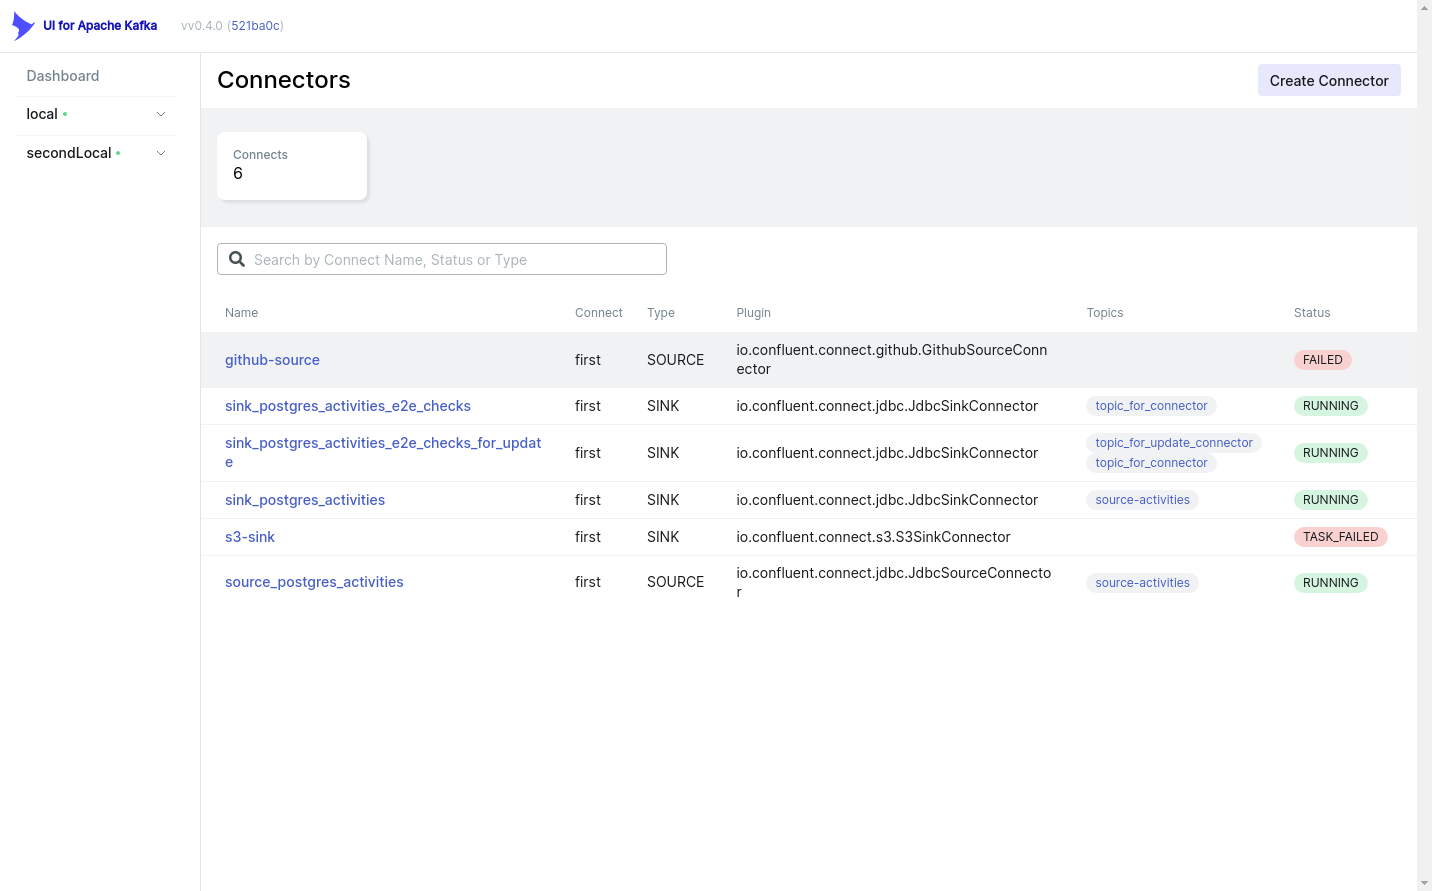 UI for Apache Kafka vv0.4.0 (521ba0c)
Dashboard
local
secondLocal
Connectors
Create Connector
Connects
6
Search by Connect Name, Status or Type
Name Connect Type Plugin Topics Status
github-source first SOURCE io.confluent.connect.github.GithubSourceConn
ector FAILED
sink_postgres_activities_e2e_checks first SINK io.confluent.connect.jdbc.JdbcSinkConnector topic_for_connector RUNNING
sink_postgres_activities_e2e_checks_for_updat
e first SINK io.confluent.connect.jdbc.JdbcSinkConnector topic_for_update_connector
topic_for_connector RUNNING
sink_postgres_activities first SINK io.confluent.connect.jdbc.JdbcSinkConnector source-activities RUNNING
s3-sink first SINK io.confluent.connect.s3.S3SinkConnector TASK_FAILED
source_postgres_activities first SOURCE io.confluent.connect.jdbc.JdbcSourceConnecto
r source-activities RUNNING